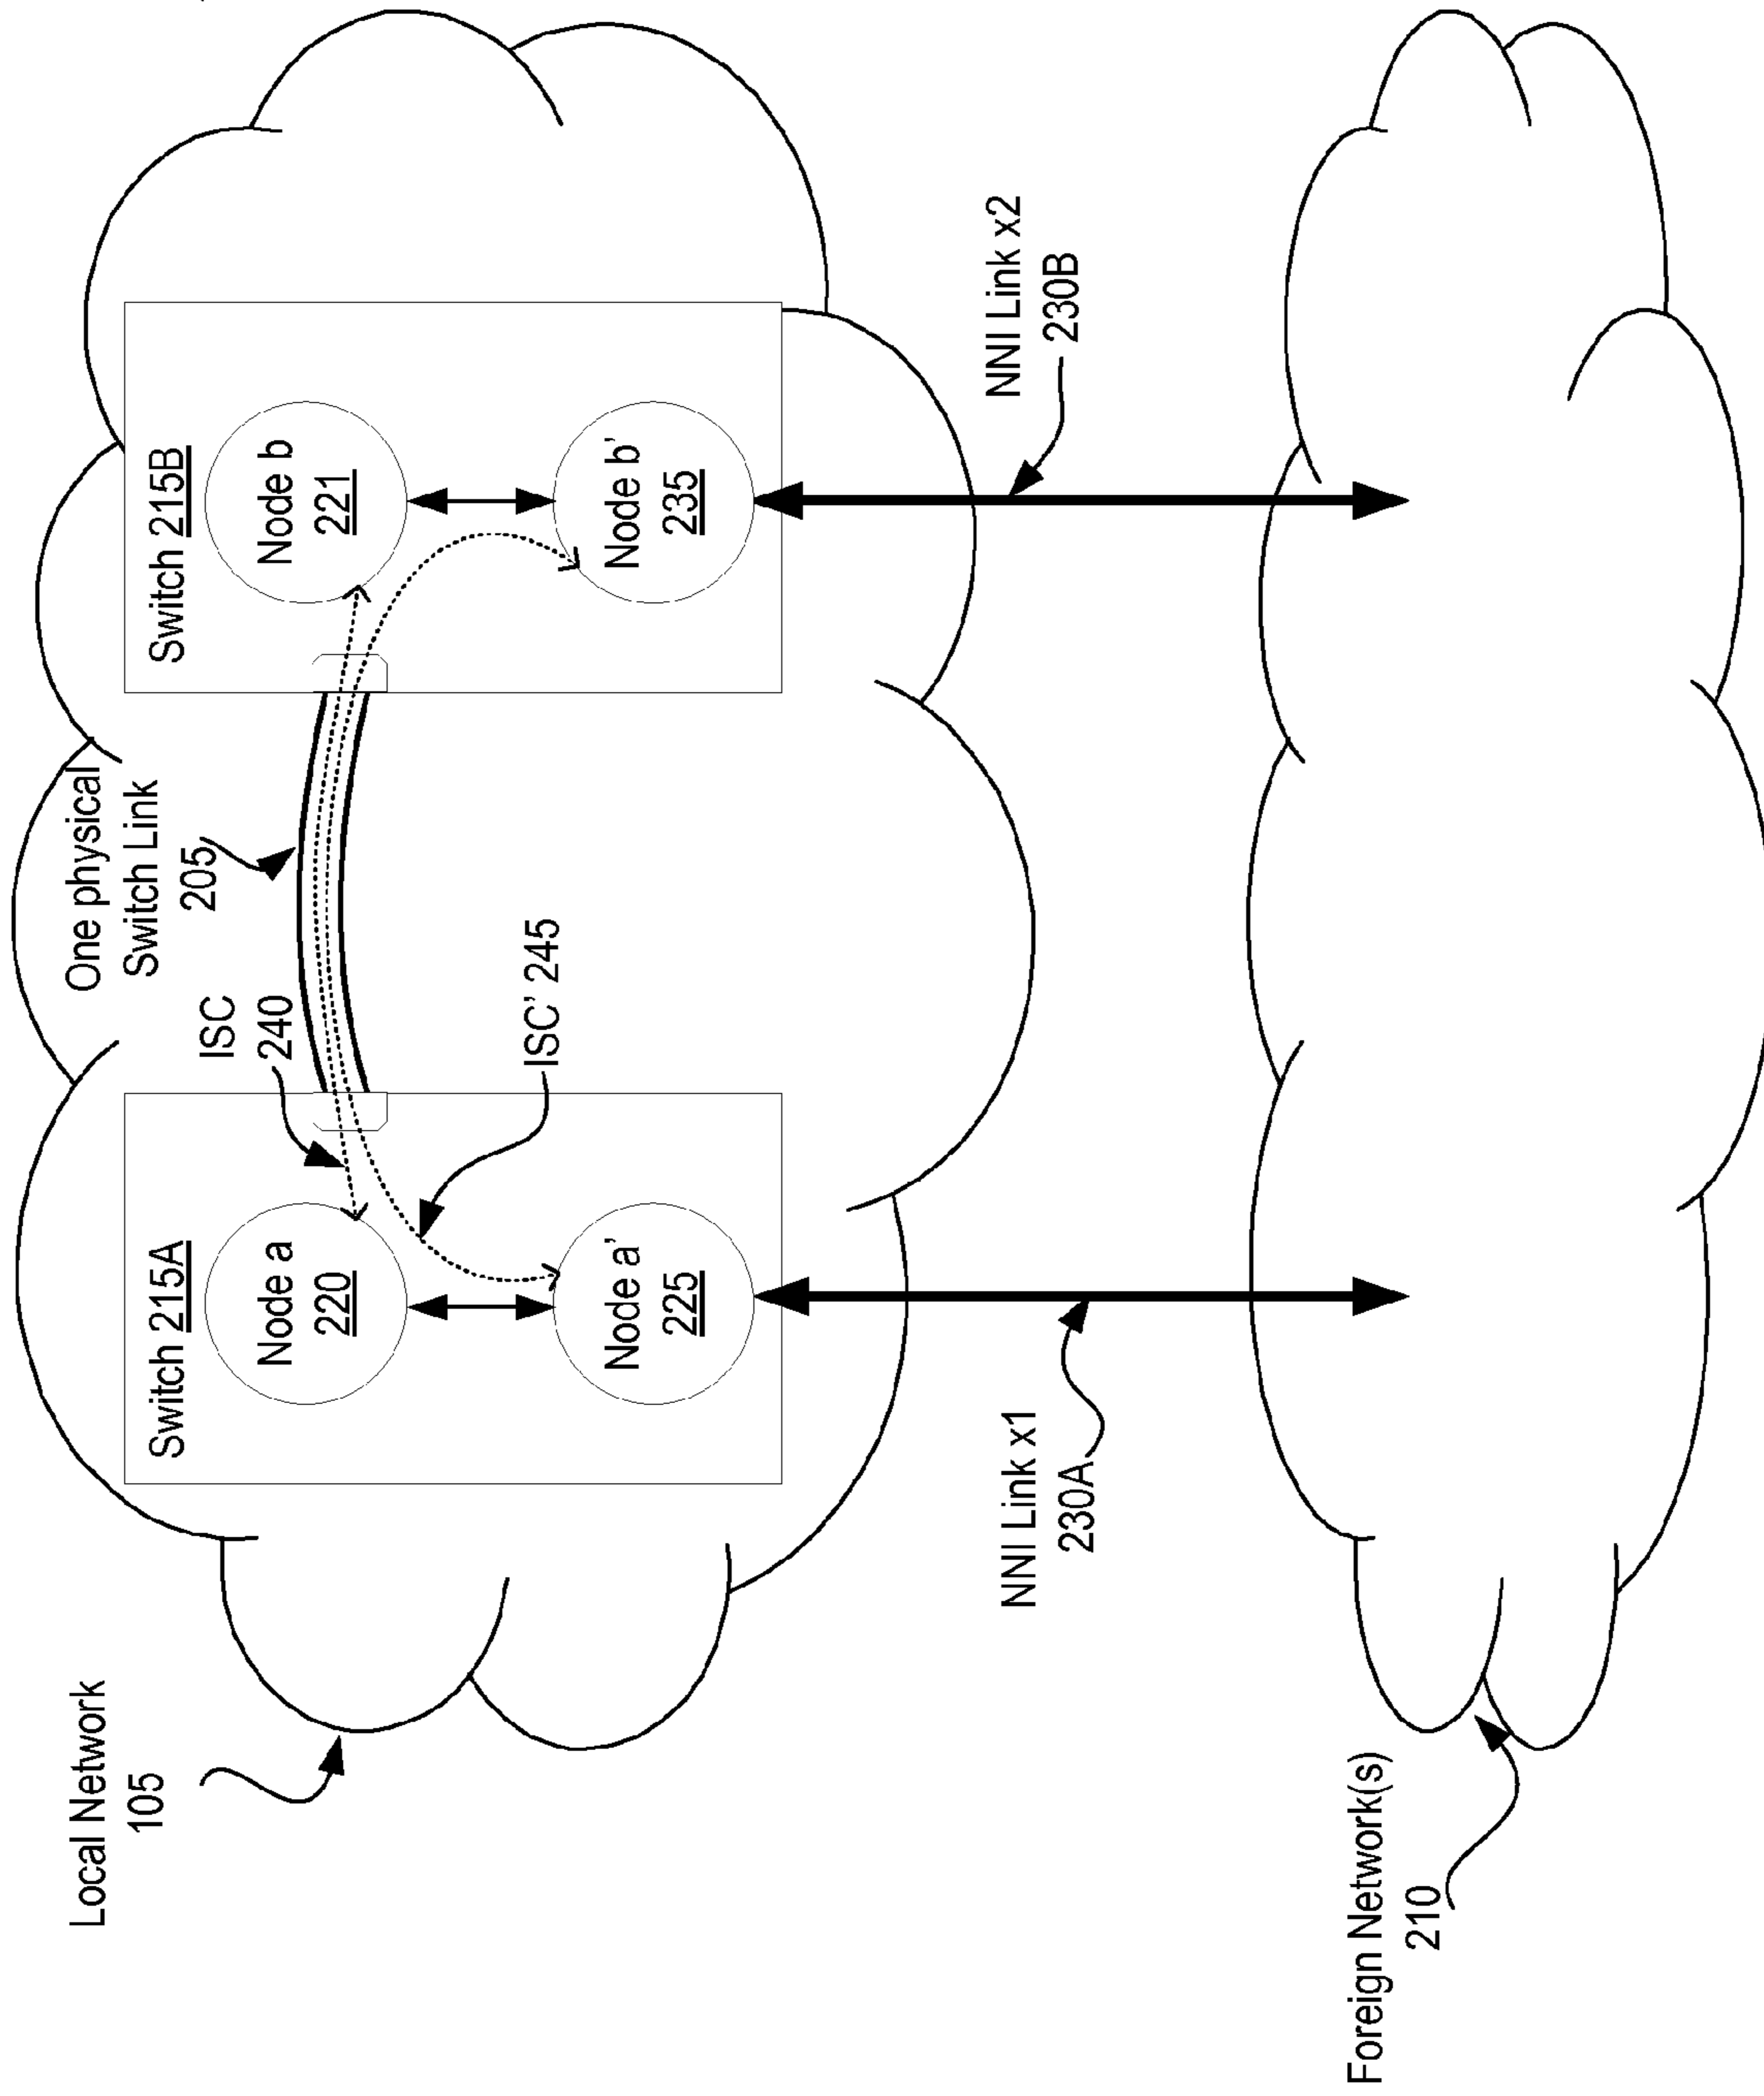 Local Network
105
One physical
Switch Link
205
Switch 215A
Node a
220
Node a'
225
ISC
240
ISC' 245
Switch 215B
Node b
221
Node b'
235
NNI Link x1
230A
NNI Link x2
230B
Foreign Network(s)
210